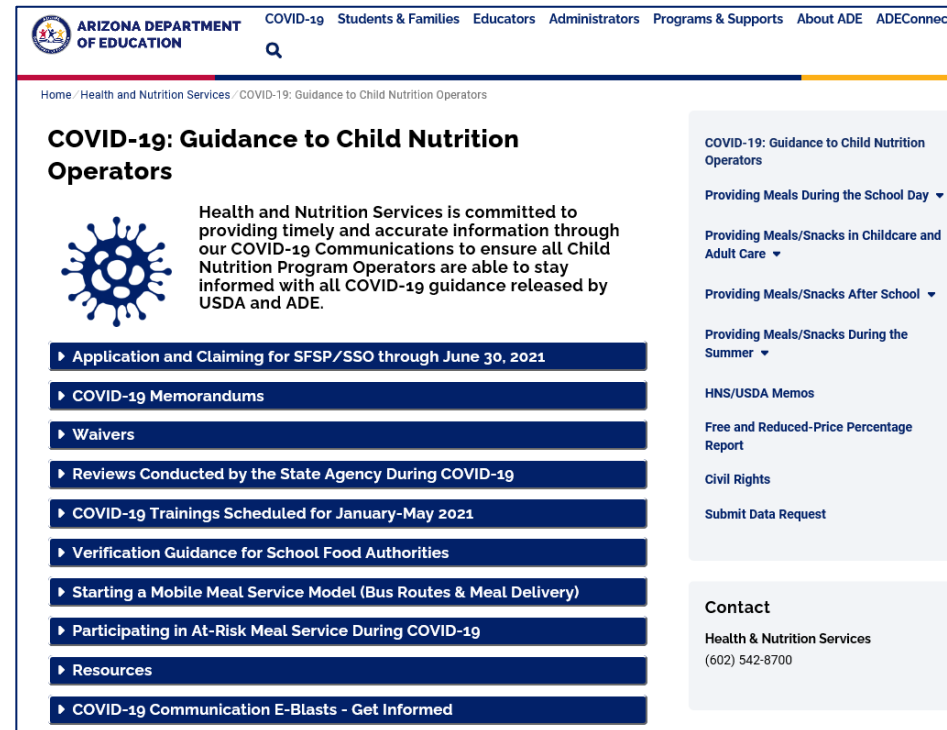 ARIZONA DEPARTMENT
OF EDUCATION
COVID-19 Students & Families Educators Administrators Programs & Supports About ADE ADEConnec
Home / Health and Nutrition Services / COVID-19: Guidance to Child Nutrition Operators
COVID-19: Guidance to Child Nutrition
Operators
Health and Nutrition Services is committed to
providing timely and accurate information through
our COVID-19 Communications to ensure all Child
Nutrition Program Operators are able to stay
informed with all COVID-19 guidance released by
USDA and ADE.
Application and Claiming for SFSP/SSO through June 30, 2021
COVID-19 Memorandums
Waivers
Reviews Conducted by the State Agency During COVID-19
COVID-19 Trainings Scheduled for January-May 2021
Verification Guidance for School Food Authorities
Starting a Mobile Meal Service Model (Bus Routes & Meal Delivery)
Participating in At-Risk Meal Service During COVID-19
Resources
COVID-19 Communication E-Blasts - Get Informed
COVID-19: Guidance to Child Nutrition
Operators
Providing Meals During the School Day
Providing Meals/Snacks in Childcare and
Adult Care
Providing Meals/Snacks After School
Providing Meals/Snacks During the
Summer
HNS/USDA Memos
Free and Reduced-Price Percentage
Report
Civil Rights
Submit Data Request
Contact
Health & Nutrition Services
(602) 542-8700